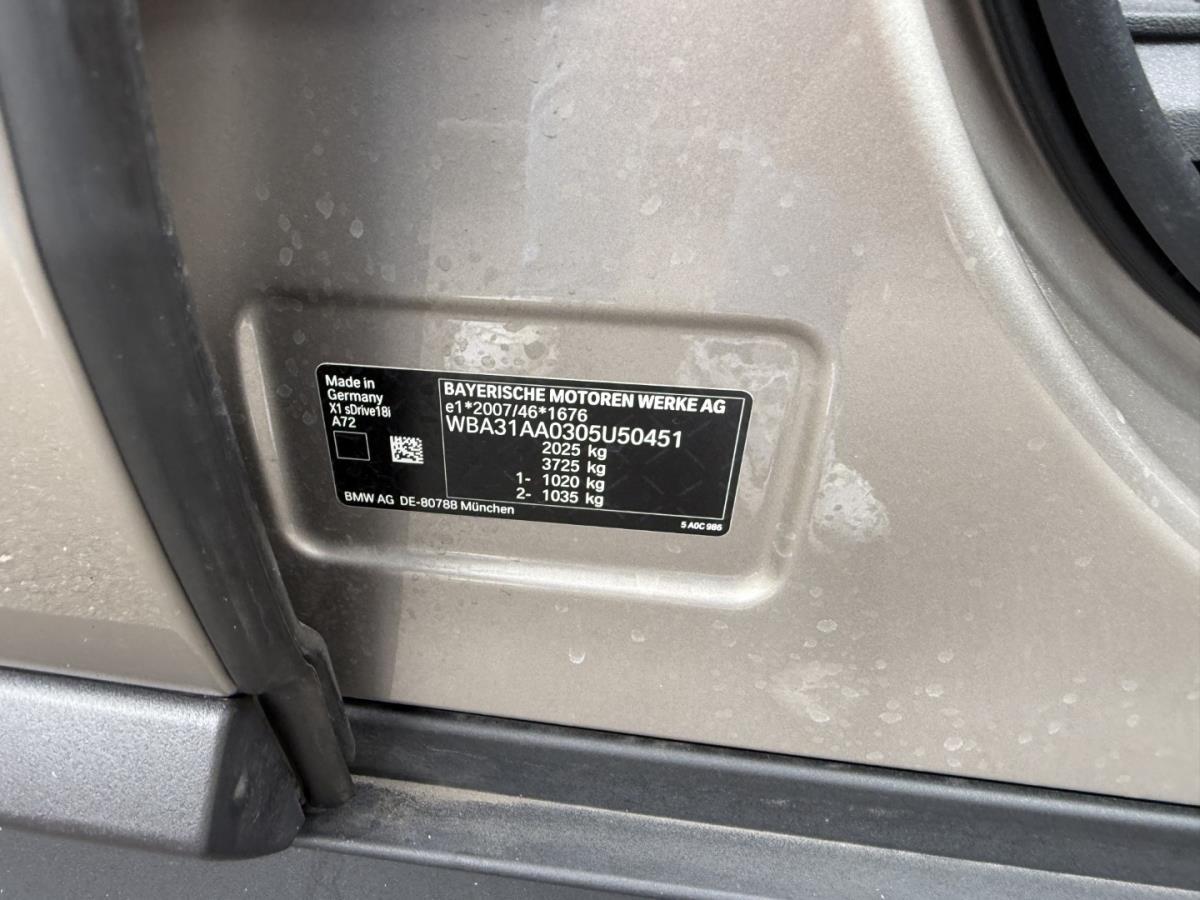 Made in
Germany
X1 sDrive18i
A72
BAYERISCHE MOTOREN WERKE AG
e1*2007/46*1676
WBA31AA0305U50451
2025 kg
3725 kg
1- 1020 kg
2- 1035 kg
BMW AG DE-80788 München
5 A0C 986